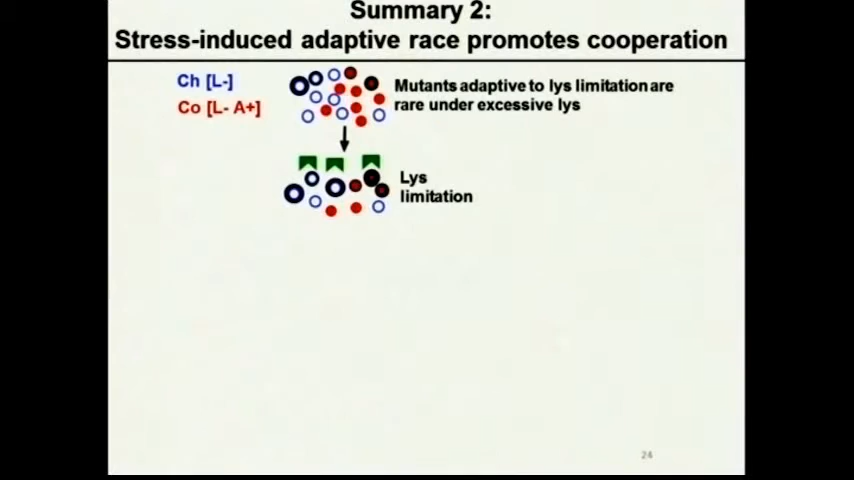 Summary 2:
Stress-induced adaptive race promotes cooperation
Ch [L-]
Co [L- A+]
Mutants adaptive to lys limitation are
rare under excessive lys
Lys
limitation
24